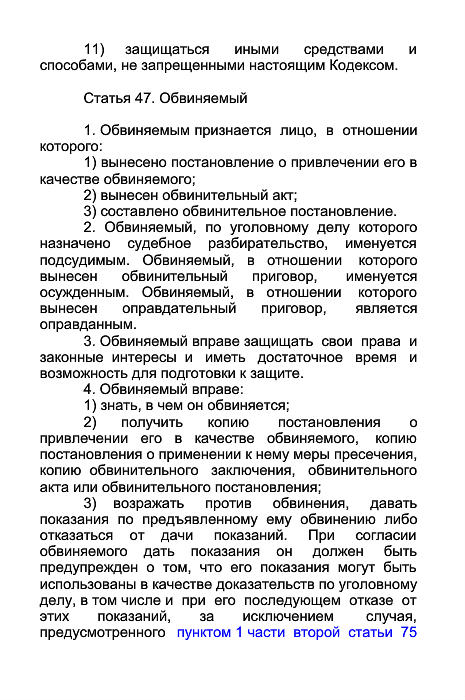 11) защищаться иными средствами и
способами, не запрещенными настоящим Кодексом.
Статья 47. Обвиняемый
1. Обвиняемым признается лицо, в отношении
которого:
1) вынесено постановление о привлечении его в
качестве обвиняемого;
2) вынесен обвинительный акт;
3) составлено обвинительное постановление.
2. Обвиняемый, по уголовному делу которого
назначено судебное разбирательство, именуется
подсудимым. Обвиняемый, в отношении которого
вынесен обвинительный приговор, именуется
осужденным. Обвиняемый, в отношении которого
вынесен оправдательный приговор, является
оправданным.
3. Обвиняемый вправе защищать свои права и
законные интересы и иметь достаточное время и
возможность для подготовки к защите.
4. Обвиняемый вправе:
1) знать, в чем он обвиняется;
2) получить копию постановления о
привлечении его в качестве обвиняемого, копию
постановления о применении к нему меры пресечения,
копию обвинительного заключения, обвинительного
акта или обвинительного постановления;
3) возражать против обвинения, давать
показания по предъявленному ему обвинению либо
отказаться от дачи показаний. При согласии
обвиняемого дать показания он должен быть
предупрежден о том, что его показания могут быть
использованы в качестве доказательств по уголовному
делу, в том числе и при его последующем отказе от
этих показаний, за исключением случая,
предусмотренного пунктом 1 части второй статьи 75